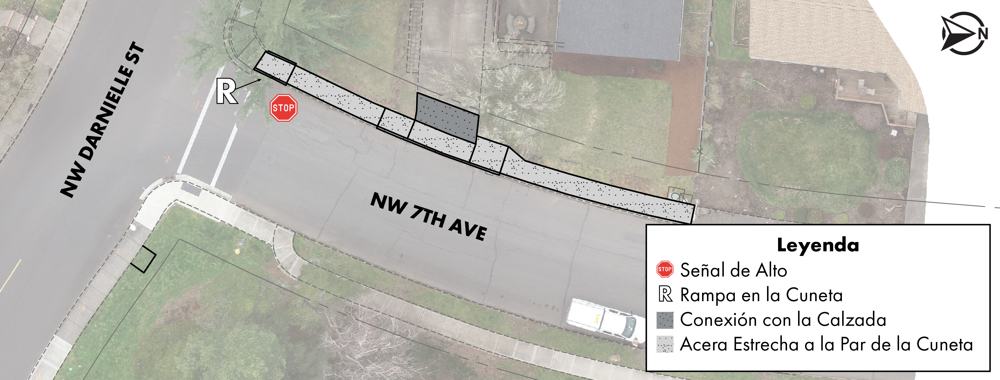 N
NW DARNIELLE ST
R
STOP
NW 7TH AVE
Leyenda
STOP Señal de Alto
R Rampa en la Cuneta
Conexión con la Calzada
Acera Estrecha a la Par de la Cuneta